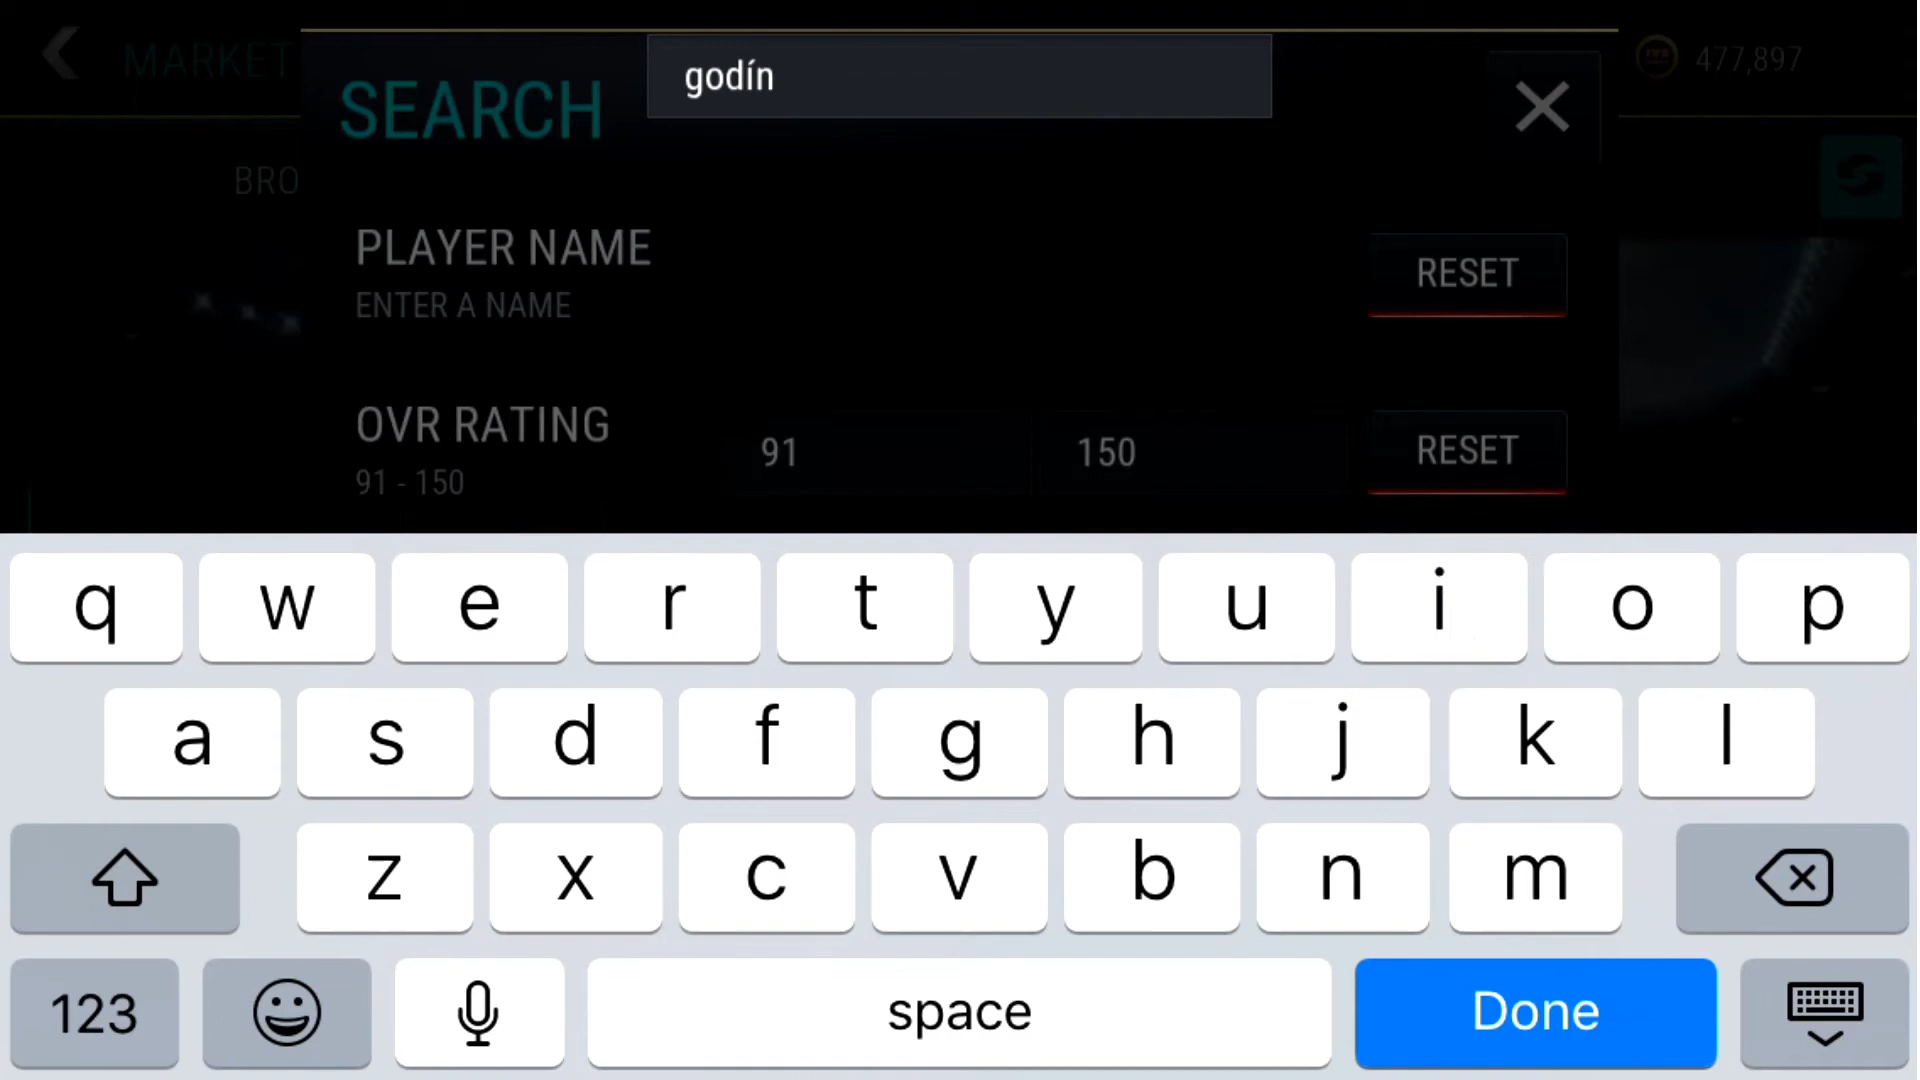 MARKET
godín
477,897
SEARCH
BRO
PLAYER NAME
RESET
ENTER A NAME
OVR RATING
91
150
RESET
91 - 150
q w e r t y u i o p
a s d f g h j k l
z x c v b n m
123
space
Done